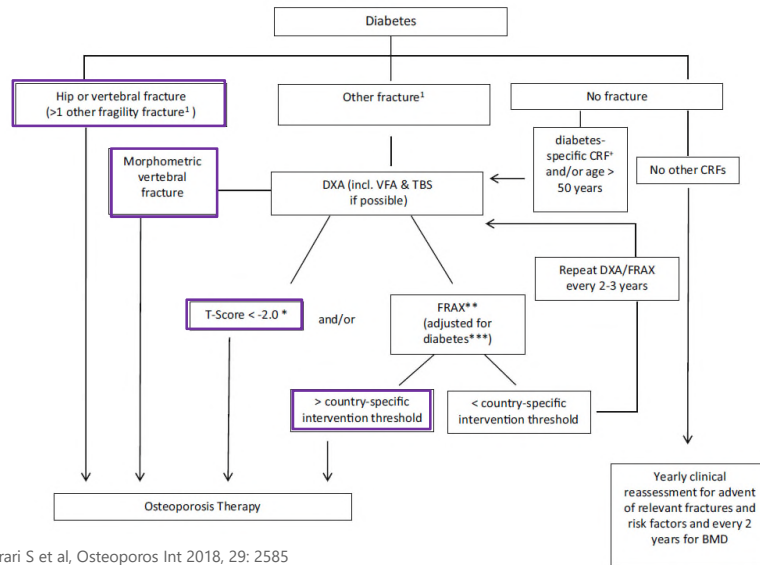 Diabetes
Hip or vertebral fracture
(>1 other fragility fracture¹ )
Other fracture¹
No fracture
Morphometric
vertebral
fracture
DXA (incl. VFA & TBS
if possible)
diabetes-
specific CRF⁺
and/or age >
50 years
No other CRFs
Repeat DXA/FRAX
every 2-3 years
T-Score < -2.0 *
and/or
FRAX**
(adjusted for
diabetes***)
> country-specific
intervention threshold
< country-specific
intervention threshold
Osteoporosis Therapy
Yearly clinical
reassessment for advent
of relevant fractures and
risk factors and every 2
years for BMD
rari S et al, Osteoporos Int 2018, 29: 2585